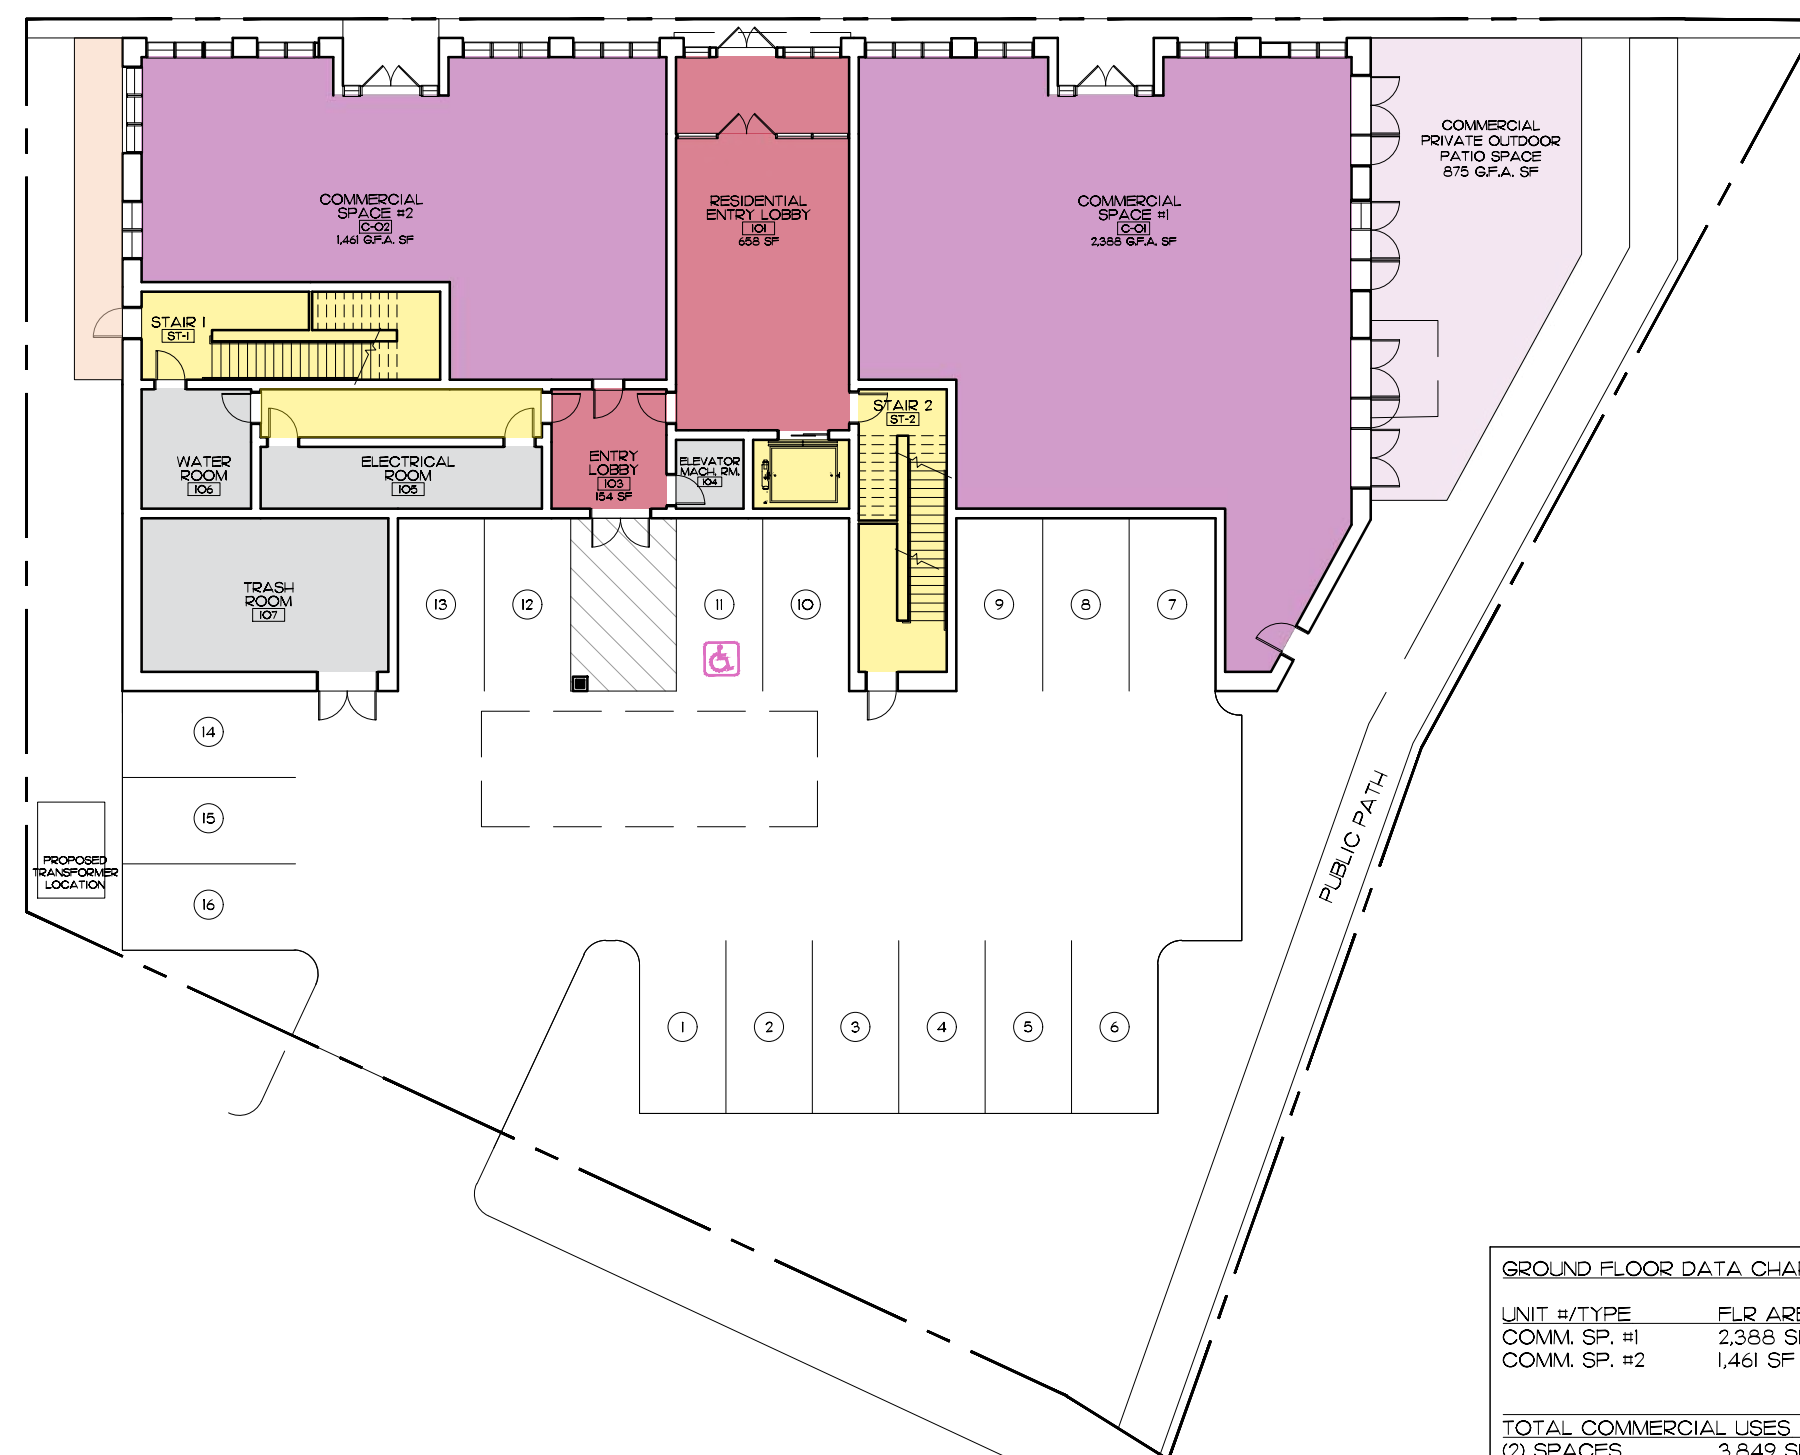 COMMERCIAL
SPACE #2
C-02
1,461 G.F.A. SF
RESIDENTIAL
ENTRY LOBBY
101
658 SF
COMMERCIAL
SPACE #1
C-01
2,388 G.F.A. SF
COMMERCIAL
PRIVATE OUTDOOR
PATIO SPACE
875 G.F.A. SF
STAIR 1
ST-1
STAIR 2
ST-2
WATER
ROOM
106
ELECTRICAL
ROOM
105
ENTRY
LOBBY
103
154 SF
ELEVATOR
MACH. RM.
104
TRASH
ROOM
107
13
12
11
10
9
8
7
14
15
16
PROPOSED
TRANSFORMER
LOCATION
PUBLIC PATH
1
2
3
4
5
6
GROUND FLOOR DATA
UNIT #/TYPE FLR
COMM. SP. #1 2,388
COMM. SP. #2 1,461 SF
TOTAL COMMERCIAL USES
(2) SPACES 3,849